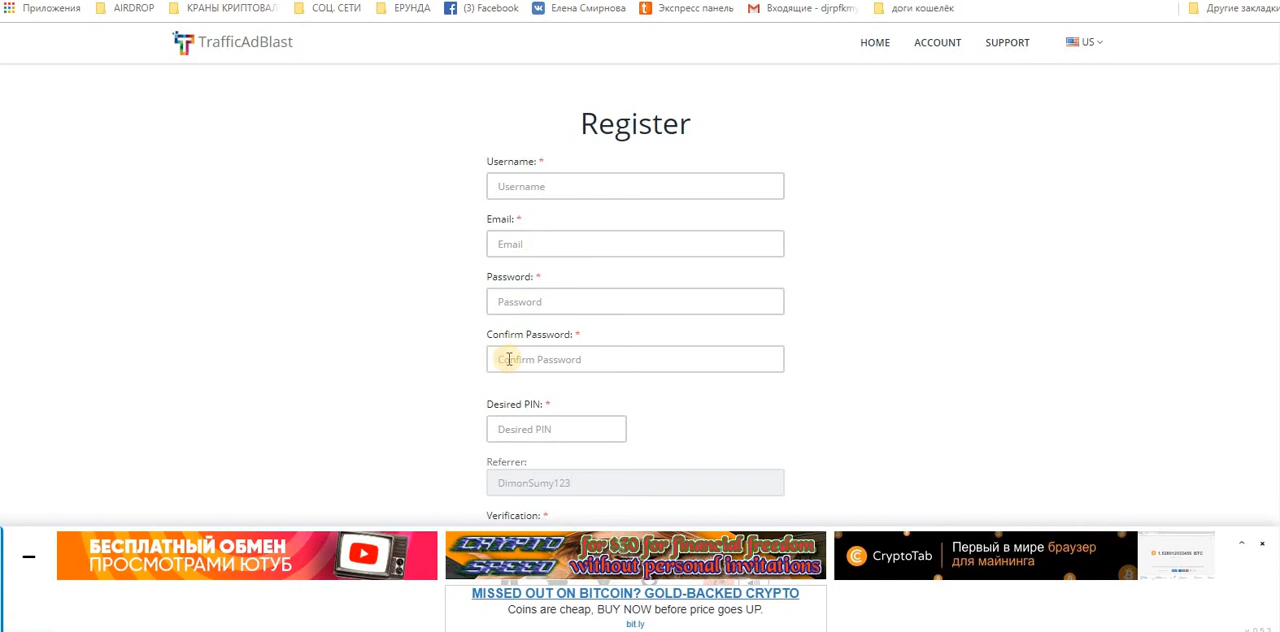 Приложения AIRDROP КРАНЫ КРИПТОВАЛ СОЦ. СЕТИ ЕРУНДА (3) Facebook Елена Смирнова Экспресс панель Входящие - djrpfkmy доги кошелёк Другие закладки
TrafficAdBlast HOME ACCOUNT SUPPORT US
Register
Username: *
Username
Email: *
Email
Password: *
Password
Confirm Password: *
Confirm Password
Desired PIN: *
Desired PIN
Referrer:
DimonSumy123
Verification: *
БЕСПЛАТНЫЙ ОБМЕН
ПРОСМОТРАМИ ЮТУБ
CRYPTO SPEED
for $50 for financial freedom
without personal invitations
CryptoTab
Первый в мире браузер
для майнинга
MISSED OUT ON BITCOIN? GOLD-BACKED CRYPTO
Coins are cheap, BUY NOW before price goes UP.
bit.ly